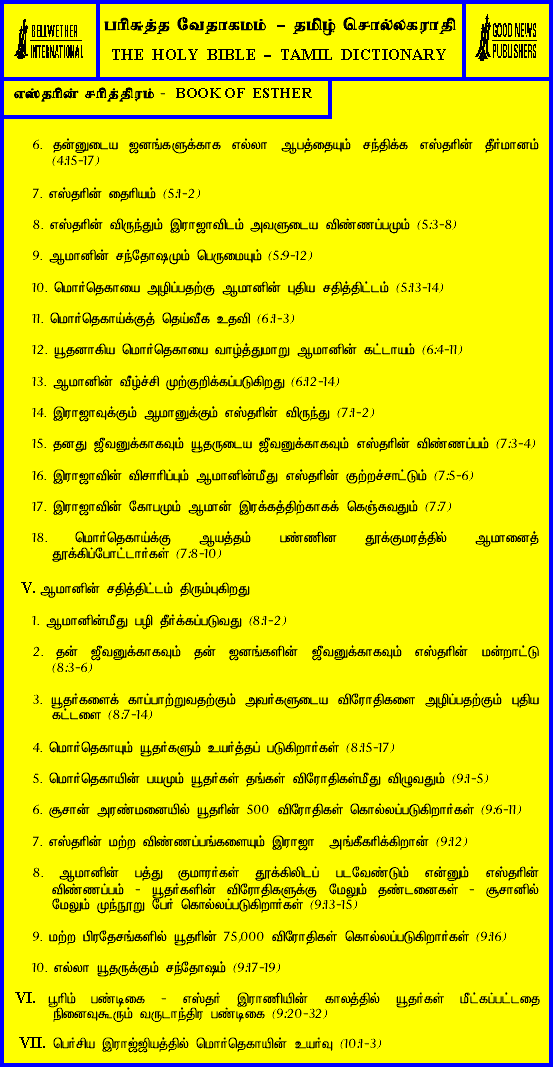 BELLWETHER
INTERNATIONAL
பரிசுத்த வேதாகமம் – தமிழ் சொல்லகராதி
THE HOLY BIBLE – TAMIL DICTIONARY
GOOD NEWS
PUBLISHERS
எஸ்தரின் சரித்திரம் - BOOK OF ESTHER
6. தன்னுடைய ஜனங்களுக்காக எல்லா ஆபத்தையும் சந்திக்க எஸ்தரின் தீர்மானம்
(4:15-17)
7. எஸ்தரின் தைரியம் (5:1-2)
8. எஸ்தரின் விருந்தும் இராஜாவிடம் அவளுடைய விண்ணப்பமும் (5:3-8)
9. ஆமானின் சந்தோஷமும் பெருமையும் (5:9-12)
10. மொர்தெகாயை அழிப்பதற்கு ஆமானின் புதிய சதித்திட்டம் (5:13-14)
11. மொர்தெகாய்க்குத் தெய்வீக உதவி (6:1-3)
12. யூதனாகிய மொர்தெகாயை வாழ்த்துமாறு ஆமானின் கட்டாயம் (6:4-11)
13. ஆமானின் வீழ்ச்சி முற்குறிக்கப்படுகிறது (6:12-14)
14. இராஜாவுக்கும் ஆமானுக்கும் எஸ்தரின் விருந்து (7:1-2)
15. தனது ஜீவனுக்காகவும் யூதருடைய ஜீவனுக்காகவும் எஸ்தரின் விண்ணப்பம் (7:3-4)
16. இராஜாவின் விசாரிப்பும் ஆமானின்மீது எஸ்தரின் குற்றச்சாட்டும் (7:5-6)
17. இராஜாவின் கோபமும் ஆமான் இரக்கத்திற்காகக் கெஞ்சுவதும் (7:7)
18. மொர்தெகாய்க்கு ஆயத்தம் பண்ணின தூக்குமரத்தில் ஆமானைத்
தூக்கிப்போட்டார்கள் (7:8-10)
V. ஆமானின் சதித்திட்டம் திரும்புகிறது
1. ஆமானின்மீது பழி தீர்க்கப்படுவது (8:1-2)
2. தன் ஜீவனுக்காகவும் தன் ஜனங்களின் ஜீவனுக்காகவும் எஸ்தரின் மன்றாட்டு
(8:3-6)
3. யூதர்களைக் காப்பாற்றுவதற்கும் அவர்களுடைய விரோதிகளை அழிப்பதற்கும் புதிய
கட்டளை (8:7-14)
4. மொர்தெகாயும் யூதர்களும் உயர்த்தப் படுகிறார்கள் (8:15-17)
5. மொர்தெகாயின் பயமும் யூதர்கள் தங்கள் விரோதிகள்மீது விழுவதும் (9:1-5)
6. சூசான் அரண்மனையில் யூதரின் 500 விரோதிகள் கொல்லப்படுகிறார்கள் (9:6-11)
7. எஸ்தரின் மற்ற விண்ணப்பங்களையும் இராஜா அங்கீகரிக்கிறான் (9:12)
8. ஆமானின் பத்து குமாரர்கள் தூக்கிலிடப் படவேண்டும் என்னும் எஸ்தரின்
விண்ணப்பம் - யூதர்களின் விரோதிகளுக்கு மேலும் தண்டனைகள் - சூசானில்
மேலும் முந்நூறு பேர் கொல்லப்படுகிறார்கள் (9:13-15)
9. மற்ற பிரதேசங்களில் யூதரின் 75,000 விரோதிகள் கொல்லப்படுகிறார்கள் (9:16)
10. எல்லா யூதருக்கும் சந்தோஷம் (9:17-19)
VI. பூரிம் பண்டிகை - எஸ்தர் இராணியின் காலத்தில் யூதர்கள் மீட்கப்பட்டதை
நினைவுகூரும் வருடாந்திர பண்டிகை (9:20-32)
VII. பெர்சிய இராஜ்ஜியத்தில் மொர்தெகாயின் உயர்வு (10:1-3)